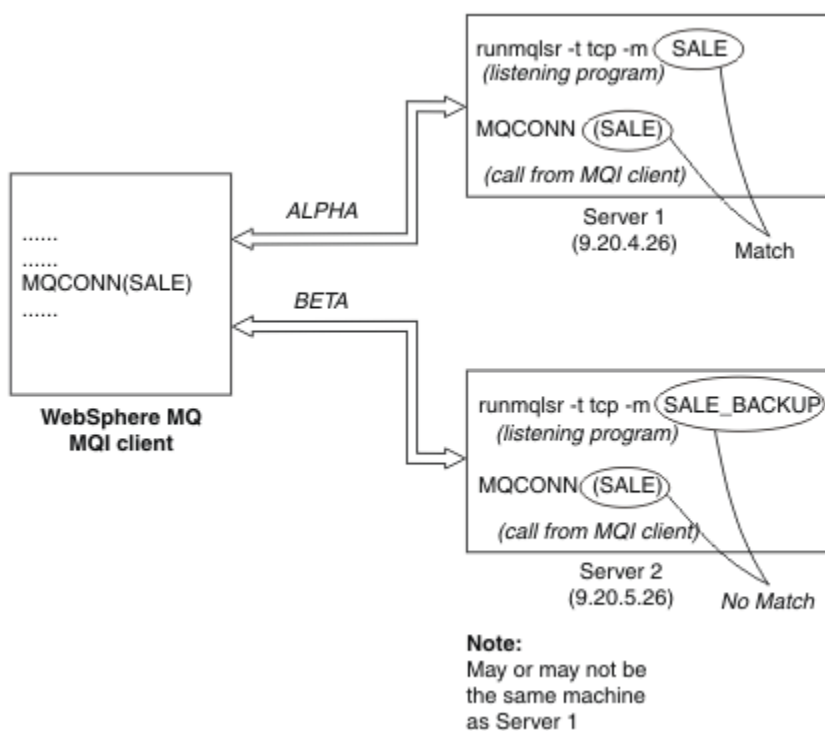 ......
......
MQCONN(SALE)
......
WebSphere MQ
MQI client
ALPHA
BETA
runmqlsr -t tcp -m SALE
(listening program)
MQCONN (SALE)
(call from MQI client)
Server 1
(9.20.4.26)
Match
runmqlsr -t tcp -m SALE_BACKUP
(listening program)
MQCONN (SALE)
(call from MQI client)
Server 2
(9.20.5.26)
No Match
Note:
May or may not be
the same machine
as Server 1